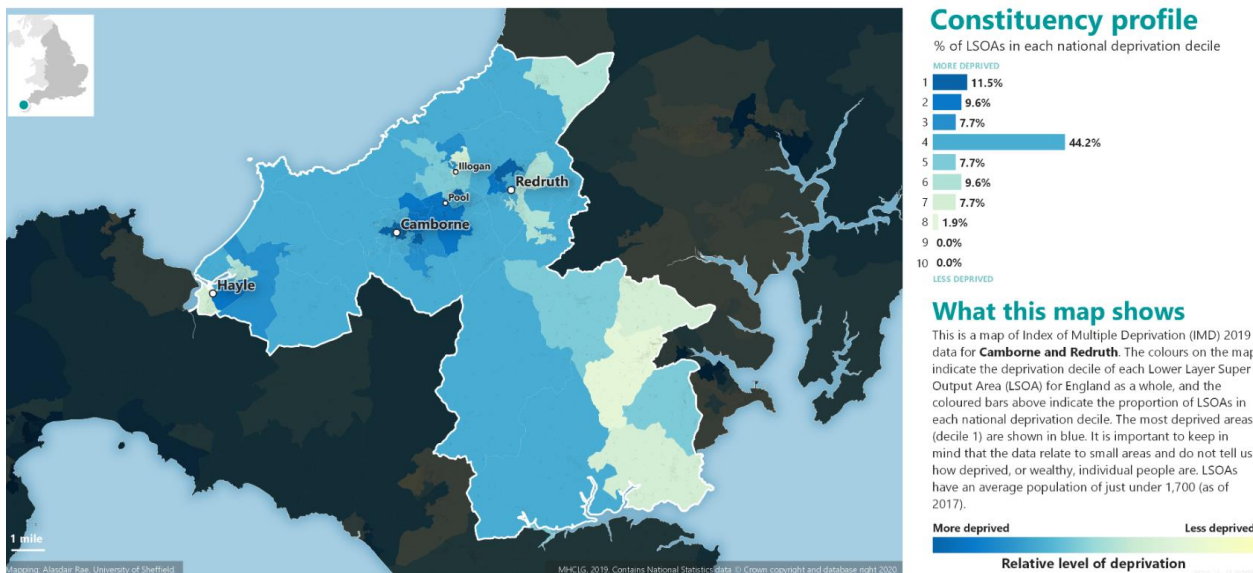 Illogan
Redruth
Pool
Camborne
Hayle
1 mile
Mapping: Alasdair Rae, University of Sheffield.
MHCLG, 2019. Contains National Statistics data © Crown copyright and database right 2020.
Constituency profile
% of LSOAs in each national deprivation decile
MORE DEPRIVED
1 11.5%
2 9.6%
3 7.7%
4 44.2%
5 7.7%
6 9.6%
7 7.7%
8 1.9%
9 0.0%
10 0.0%
LESS DEPRIVED
What this map shows
This is a map of Index of Multiple Deprivation (IMD) 2019
data for Camborne and Redruth. The colours on the map
indicate the deprivation decile of each Lower Layer Super
Output Area (LSOA) for England as a whole, and the
coloured bars above indicate the proportion of LSOAs in
each national deprivation decile. The most deprived areas
(decile 1) are shown in blue. It is important to keep in
mind that the data relate to small areas and do not tell us
how deprived, or wealthy, individual people are. LSOAs
have an average population of just under 1,700 (as of
2017).
More deprived Less deprived
Relative level of deprivation